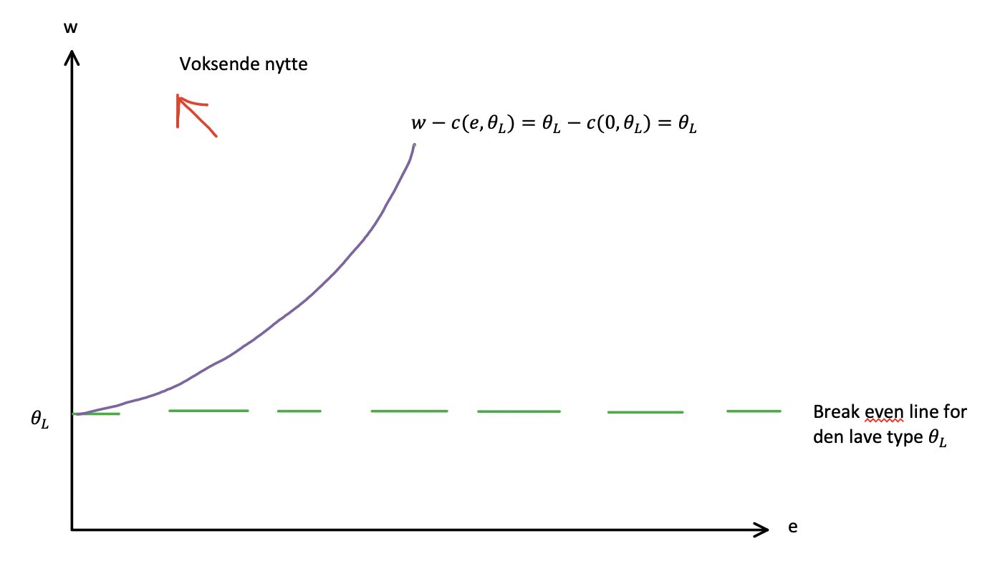 w
Voksende nytte
w − c(e, θ_L) = θ_L − c(0, θ_L) = θ_L
θ_L
Break even line for
den lave type θ_L
e